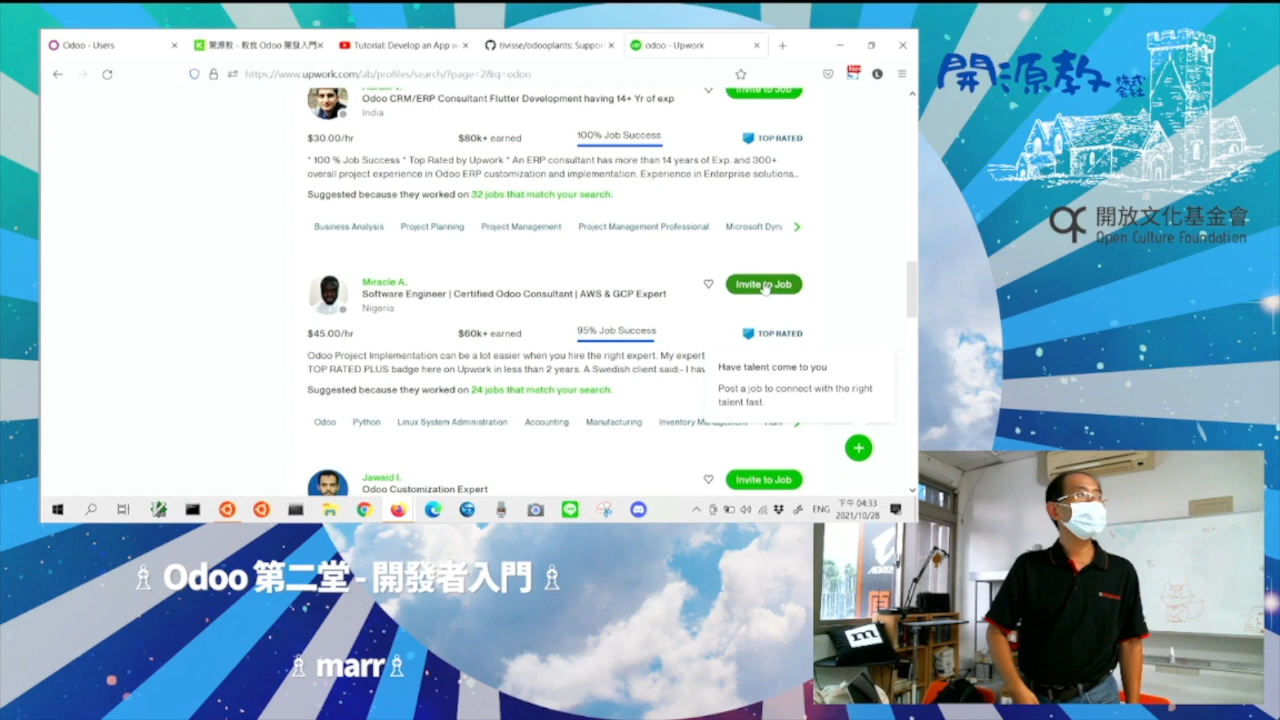 Odoo - Users
開源教 - 教我 Odoo 開發入門
Tutorial: Develop an App w
tivisse/odooplants: Suppor
odoo - Upwork
https://www.upwork.com/ab/profiles/search/?page=2&q=odoo
Invite to Job
Odoo CRM/ERP Consultant Flutter Development having 14+ Yr of exp
India
$30.00/hr
$80k+ earned
100% Job Success
TOP RATED
* 100 % Job Success * Top Rated by Upwork * An ERP consultant has more than 14 years of Exp. and 300+
overall project experience in Odoo ERP customization and implementation. Experience in Enterprise solutions...
Suggested because they worked on 32 jobs that match your search.
Business Analysis
Project Planning
Project Management
Project Management Professional
Microsoft Dyna
Miracle A.
Software Engineer | Certified Odoo Consultant | AWS & GCP Expert
Nigeria
Invite to Job
$45.00/hr
$60k+ earned
95% Job Success
TOP RATED
Odoo Project Implementation can be a lot easier when you hire the right expert. My expert
TOP RATED PLUS badge here on Upwork in less than 2 years. A Swedish client said:- I hav
Have talent come to you
Post a job to connect with the right
talent fast.
Suggested because they worked on 24 jobs that match your search.
Odoo
Python
Linux System Administration
Accounting
Manufacturing
Inventory Management
Jawaid I.
Odoo Customization Expert
Invite to Job
ENG
下午 04:33
2021/10/28
開源教
株式
会社
開放文化基金會
Open Culture Foundation
Odoo 第二堂 - 開發者入門
marr
m